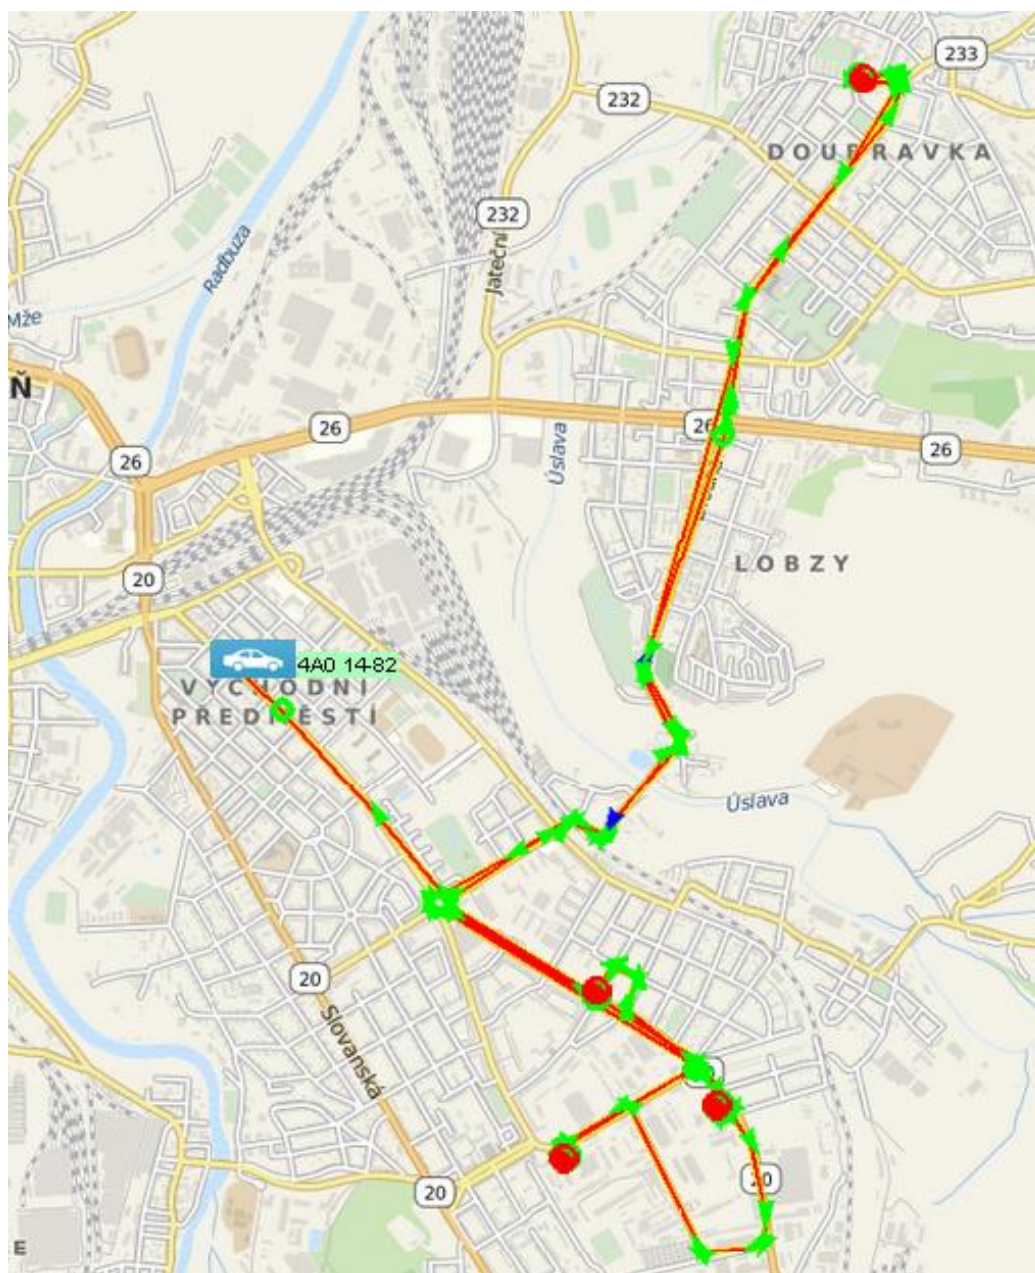 233
232
DOUBRAVKA
232
Jateční
Radbuza
Mže
Ň
26
26
26
26
Úslava
LOBZY
20
4A0 14-82
VÝCHODNÍ
PŘEDMĚSTÍ
Úslava
20
Slovanská
20
20
E